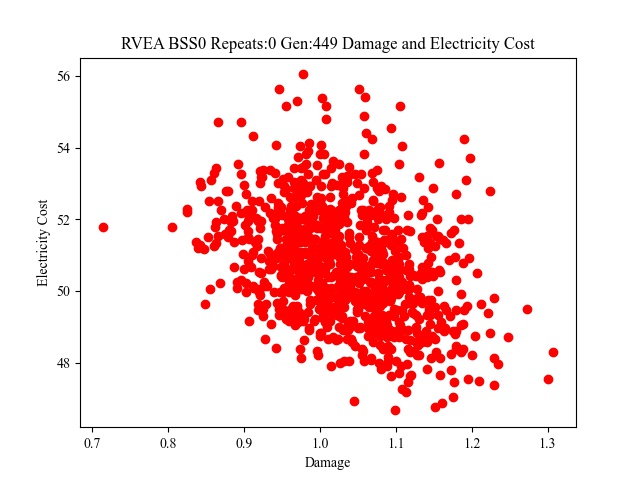 RVEA BSS0 Repeats:0 Gen:449 Damage and Electricity Cost
56
54
52
50
48
Electricity Cost
0.7 0.8 0.9 1.0 1.1 1.2 1.3
Damage